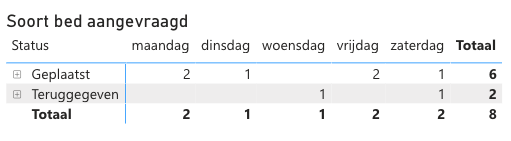 Soort bed aangevraagd
Status maandag dinsdag woensdag vrijdag zaterdag Totaal
Geplaatst 2 1 2 1 6
Teruggegeven 1 1 2
Totaal 2 1 1 2 2 8